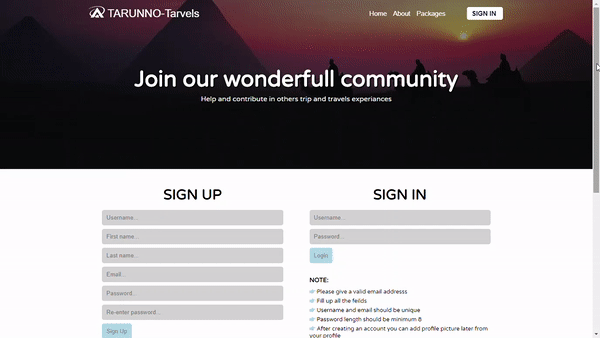 TARUNNO-Tarvels
Home About Packages SIGN IN
Join our wonderfull community
Help and contribute in others trip and travels experiances
SIGN UP
Username...
First name...
Last name...
Email...
Password...
Re-enter password...
Sign Up
SIGN IN
Username...
Password...
Login
NOTE:
Please give a valid email addresss
Fill up all the feilds
Username and email should be unique
Password length should be minimum 8
After creating an account you can add profile picture later from
your profile